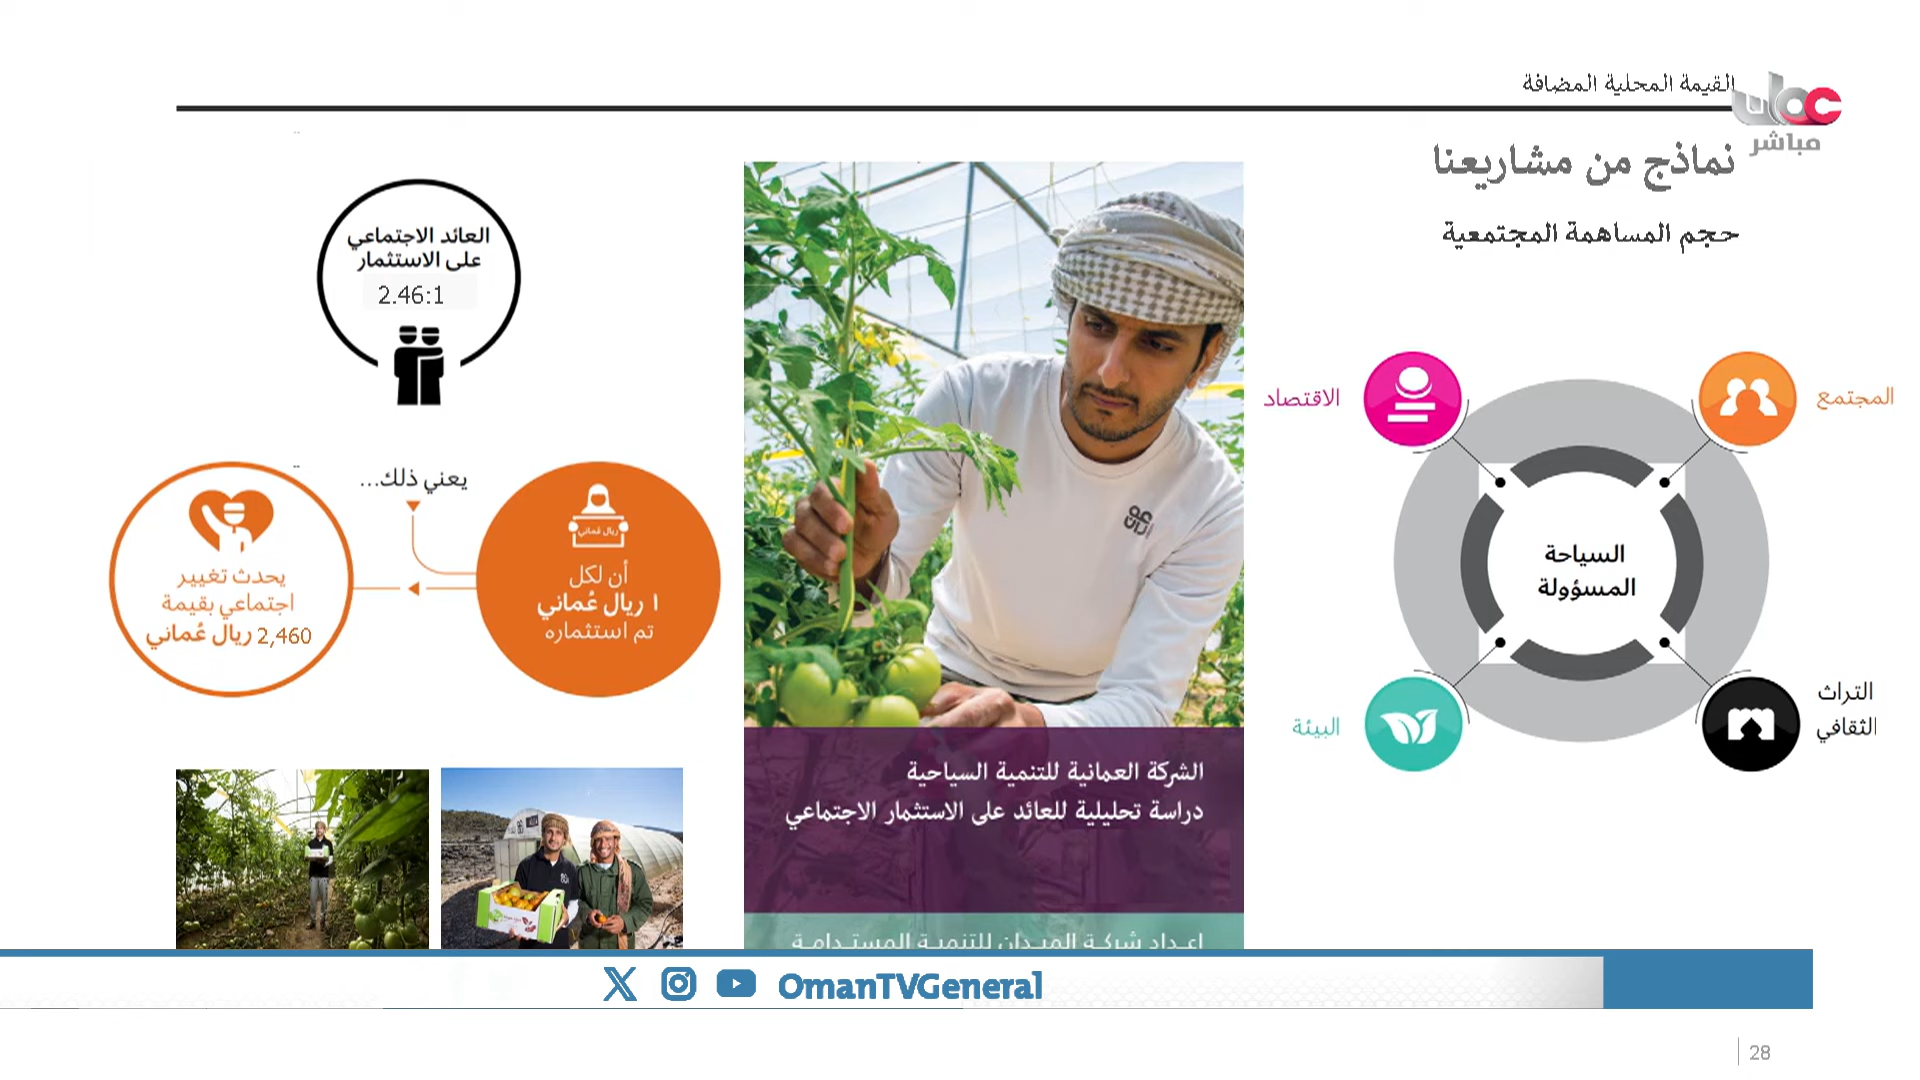 القيمة المحلية المضافة
مباشر
نماذج من مشاريعنا
حجم المساهمة المجتمعية
المجتمع
الاقتصاد
السياحة
المسؤولة
التراث
الثقافي
البيئة
الشركة العمانية للتنمية السياحية
دراسة تحليلية للعائد على الاستثمار الاجتماعي
إعداد شركة الميدان للتنمية المستدامة
العائد الاجتماعي
على الاستثمار
2.46:1
يعني ذلك...
ريال عُماني
أن لكل
١ ريال عُماني
تم استثماره
يحدث تغيير
اجتماعي بقيمة
2,460 ريال عُماني
OmanTVGeneral
28